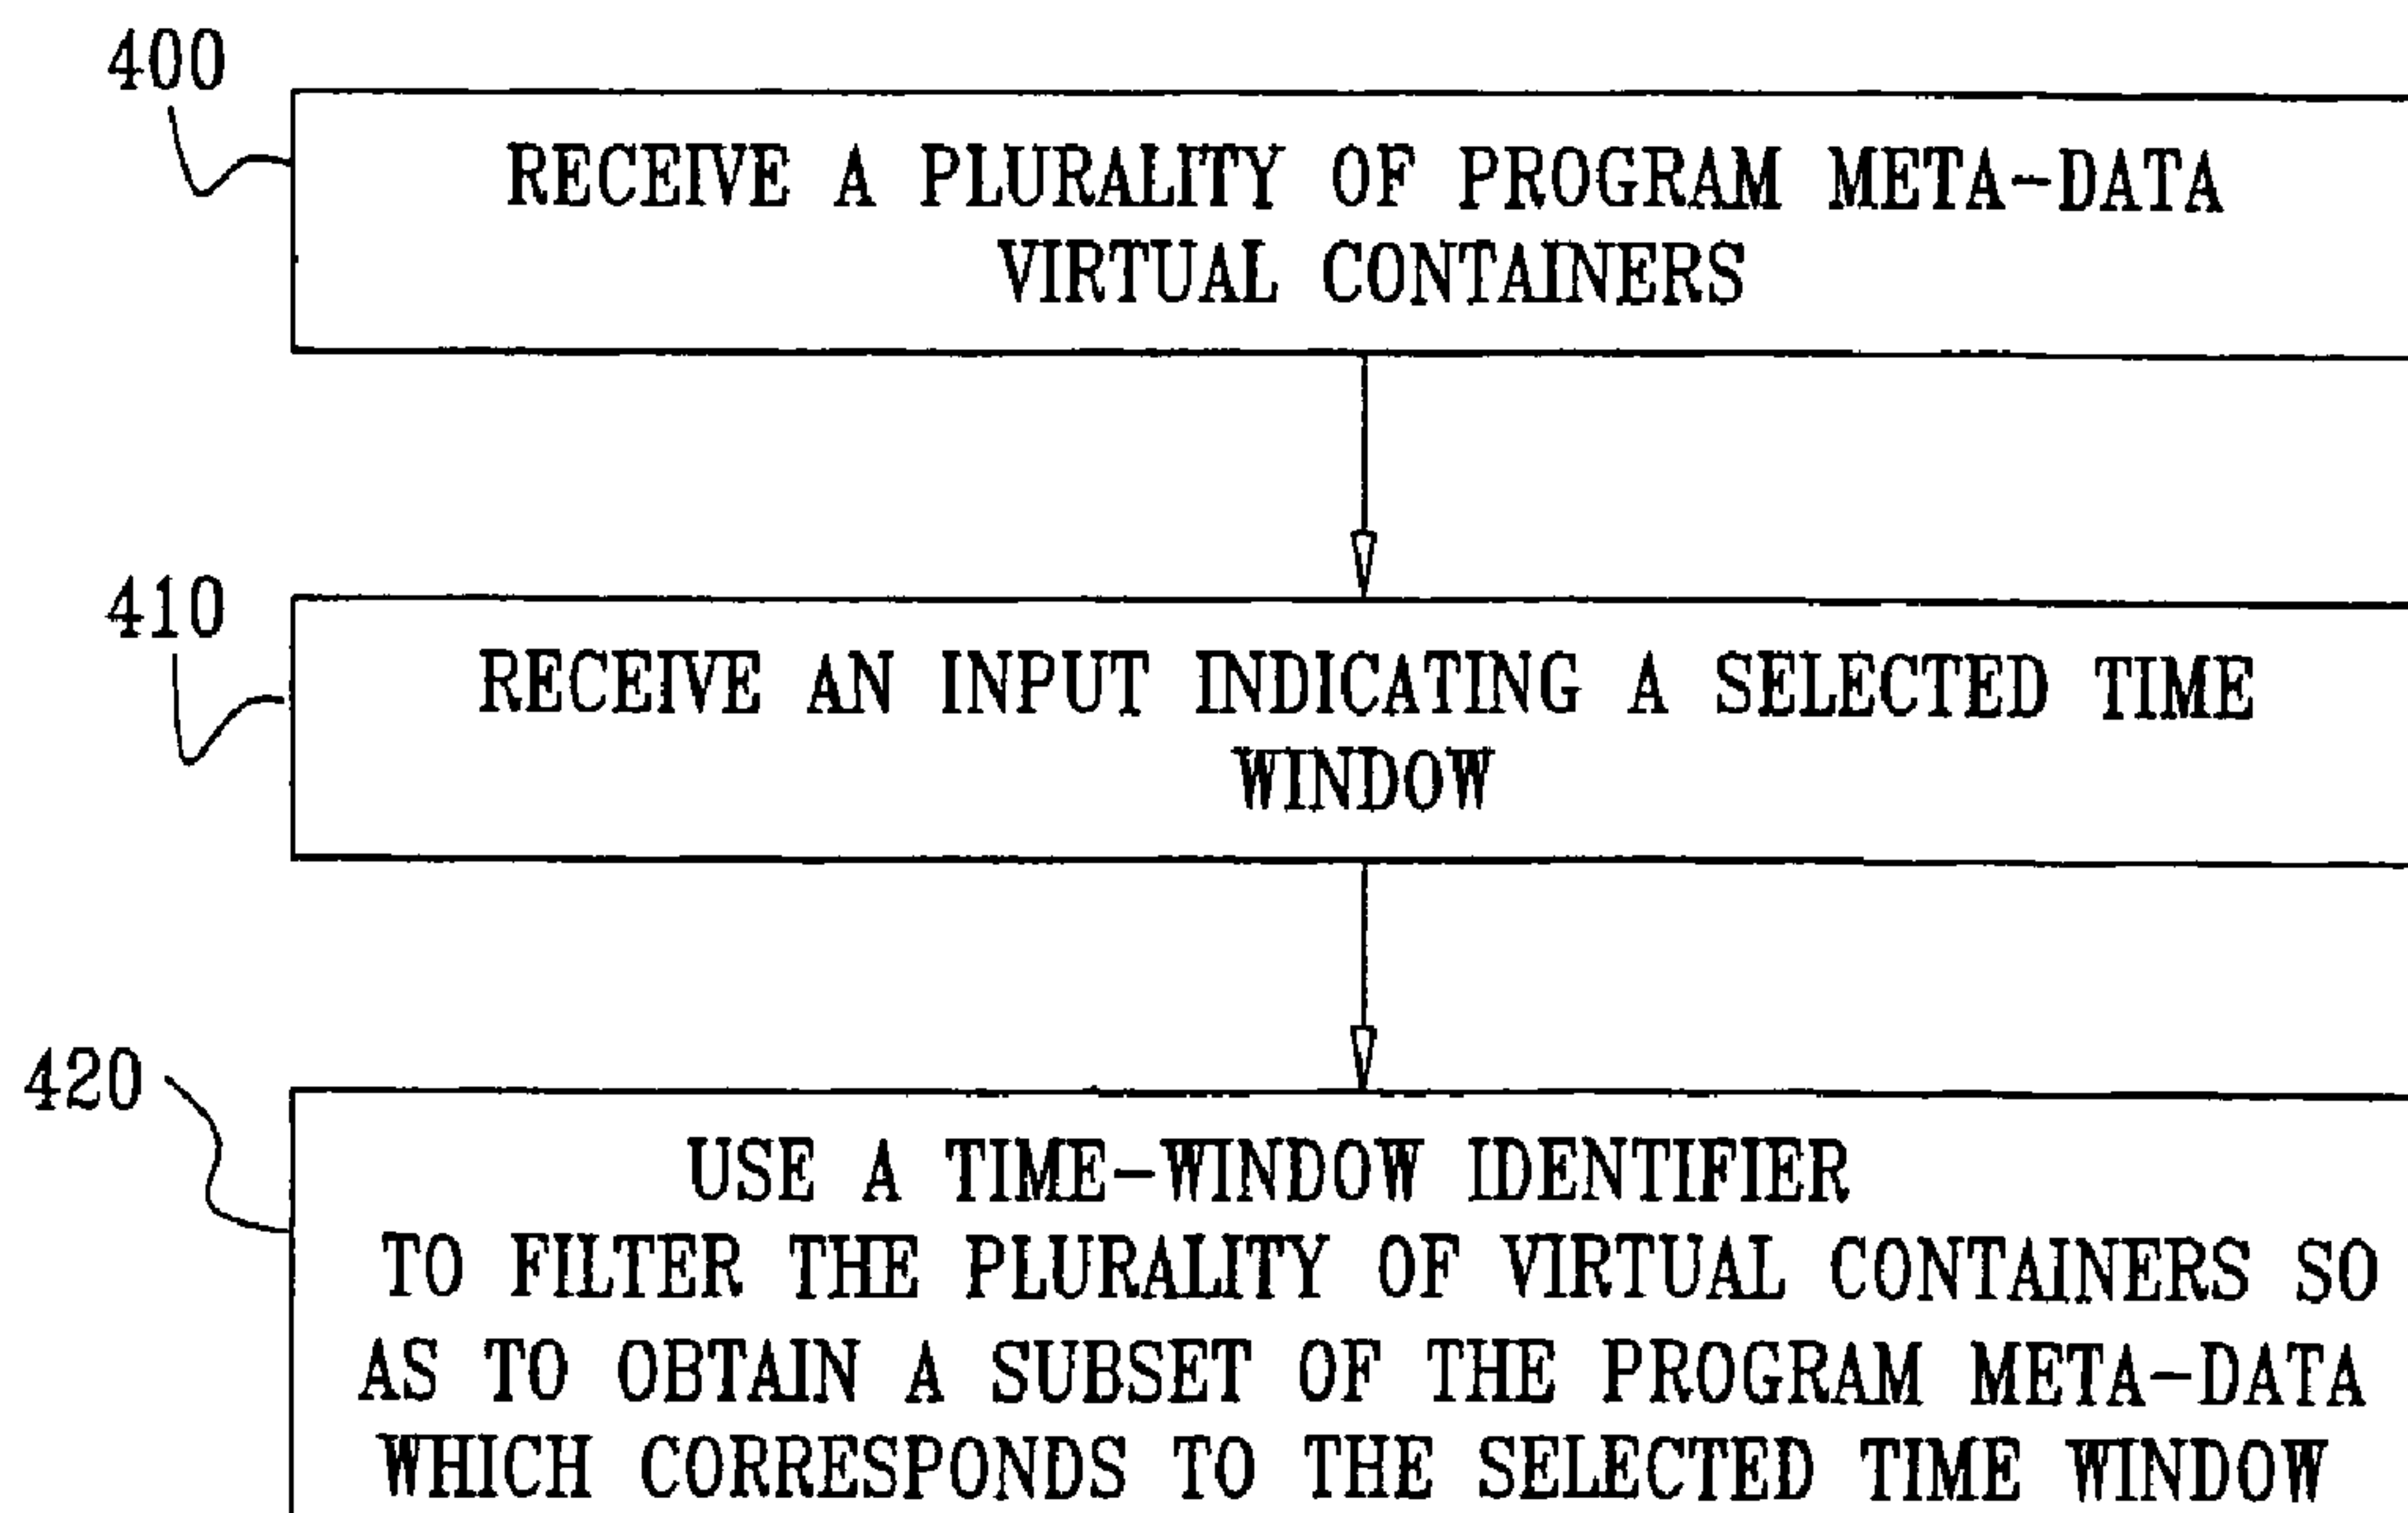 400
RECEIVE A PLURALITY OF PROGRAM META-DATA
VIRTUAL CONTAINERS
410
RECEIVE AN INPUT INDICATING A SELECTED TIME
WINDOW
420
USE A TIME-WINDOW IDENTIFIER
TO FILTER THE PLURALITY OF VIRTUAL CONTAINERS SO
AS TO OBTAIN A SUBSET OF THE PROGRAM META-DATA
WHICH CORRESPONDS TO THE SELECTED TIME WINDOW